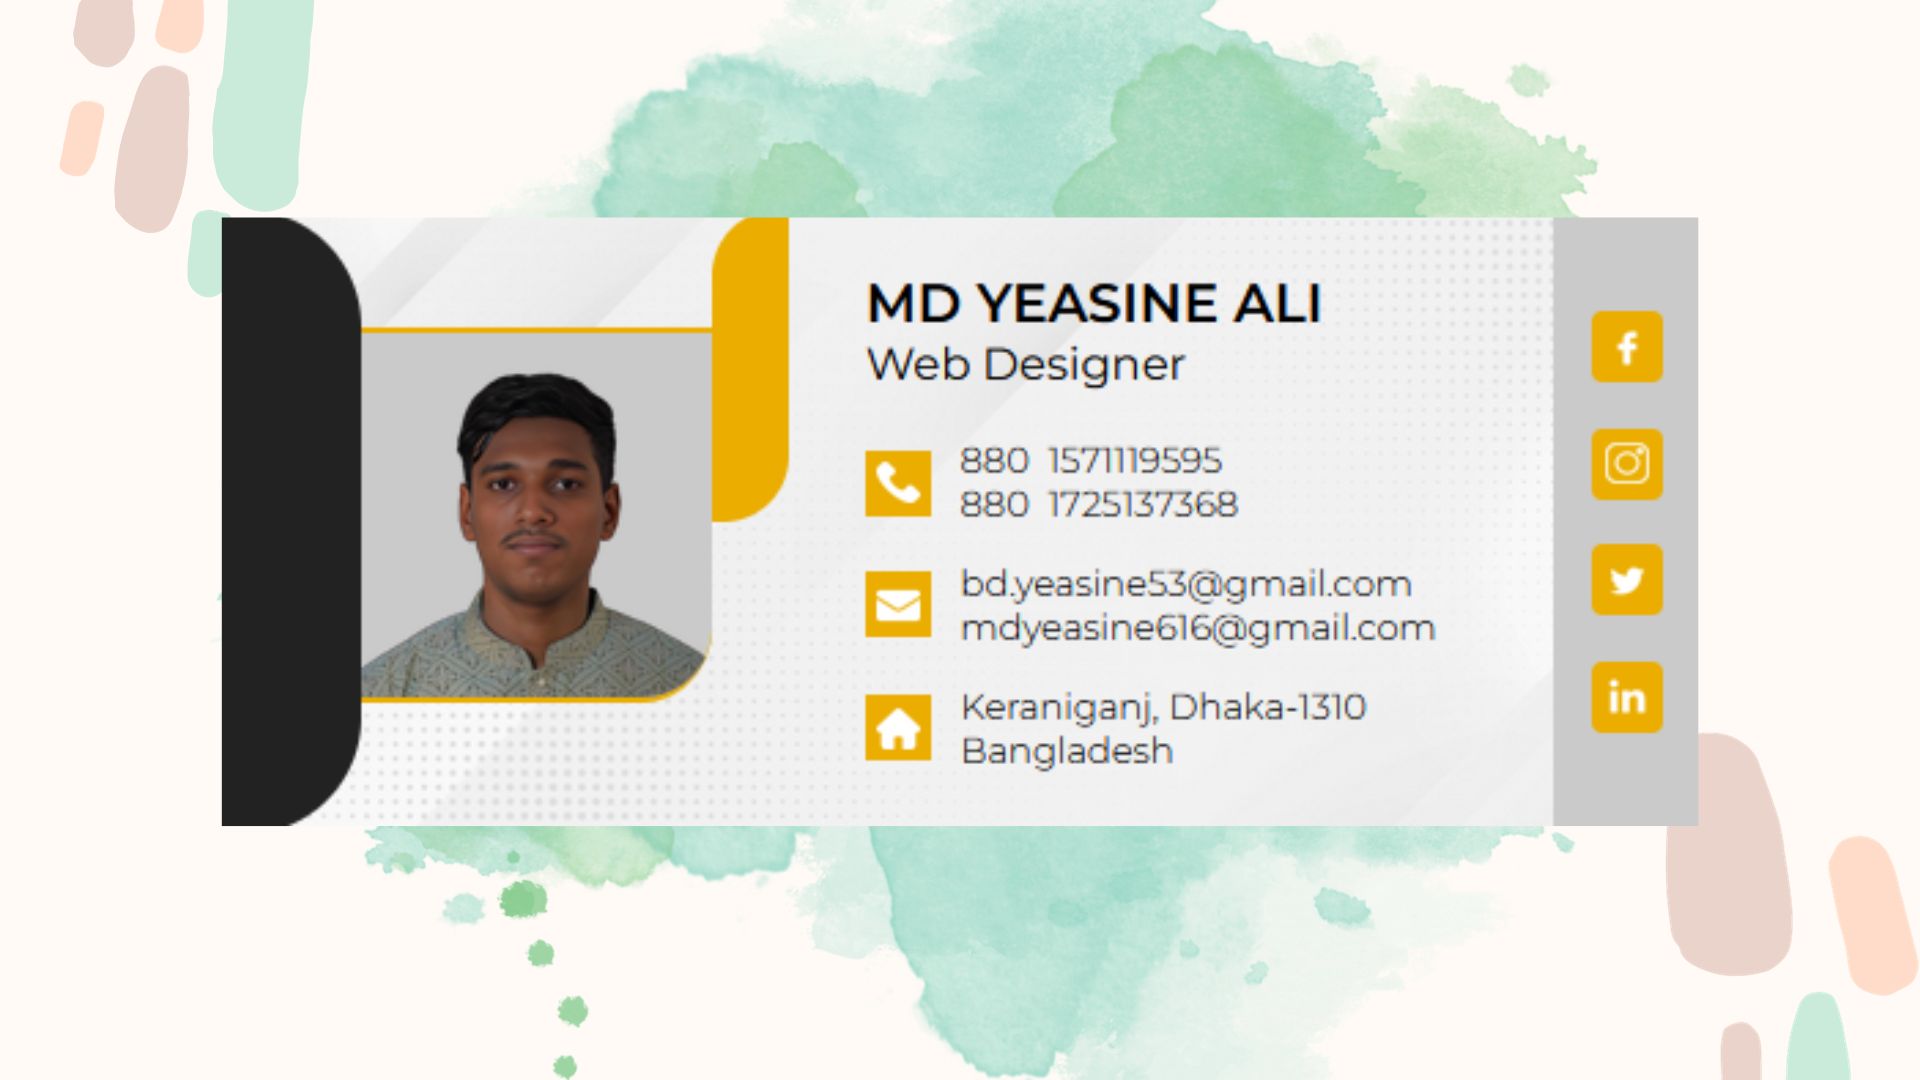 MD YEASINE ALI
Web Designer
880 1571119595
880 1725137368
bd.yeasine53@gmail.com
mdyeasine616@gmail.com
Keraniganj, Dhaka-1310
Bangladesh